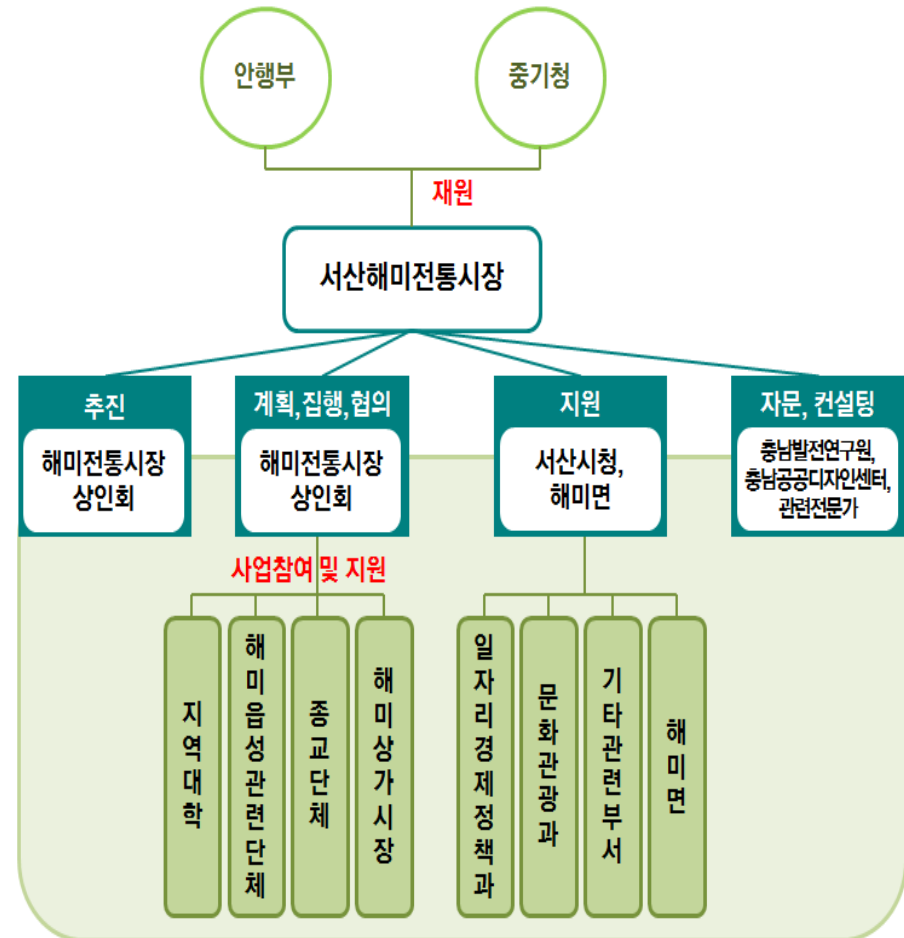 안행부
중기청
재원
서산해미전통시장
추진
해미전통시장
상인회
계획,집행,협의
해미전통시장
상인회
지원
서산시청,
해미면
자문, 컨설팅
충남발전연구원,
충남공공디자인센터,
관련전문가
사업참여 및 지원
지역대학
해미읍성관련단체
종교단체
해미상가시장
일자리경제정책과
문화관광과
기타관련부서
해미면